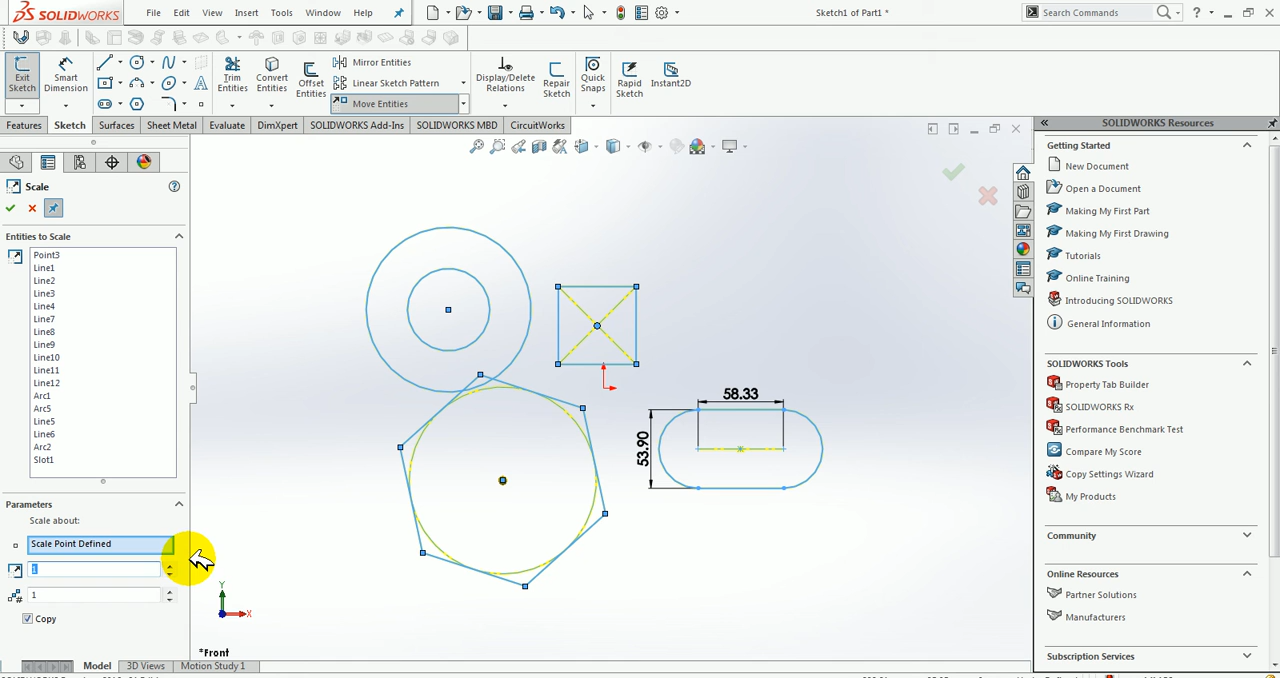 SOLIDWORKS
File Edit View Insert Tools Window Help
Sketch1 of Part1 *
Search Commands
Exit Sketch
Smart Dimension
Trim Entities
Convert Entities
Offset Entities
Mirror Entities
Linear Sketch Pattern
Move Entities
Display/Delete Relations
Repair Sketch
Quick Snaps
Rapid Sketch
Instant2D
Features Sketch Surfaces Sheet Metal Evaluate DimXpert SOLIDWORKS Add-Ins SOLIDWORKS MBD CircuitWorks
Scale
Entities to Scale
Point3
Line1
Line2
Line3
Line4
Line7
Line8
Line9
Line10
Line11
Line12
Arc1
Arc5
Line5
Line6
Arc2
Slot1
Parameters
Scale about:
Scale Point Defined
1
1
Copy
58.33
53.90
Y
X
*Front
Model 3D Views Motion Study 1
SOLIDWORKS Resources
Getting Started
New Document
Open a Document
Making My First Part
Making My First Drawing
Tutorials
Online Training
Introducing SOLIDWORKS
General Information
SOLIDWORKS Tools
Property Tab Builder
SOLIDWORKS Rx
Performance Benchmark Test
Compare My Score
Copy Settings Wizard
My Products
Community
Online Resources
Partner Solutions
Manufacturers
Subscription Services